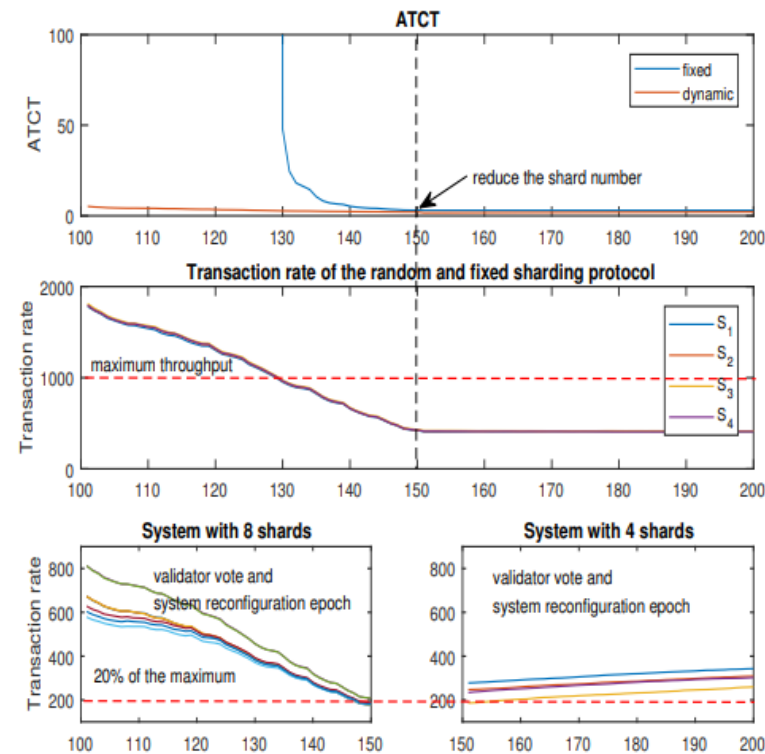 ATCT
100
50
0
ATCT
fixed
dynamic
reduce the shard number
100 110 120 130 140 150 160 170 180 190 200
Transaction rate of the random and fixed sharding protocol
2000
1000
0
Transaction rate
maximum throughput
S1
S2
S3
S4
100 110 120 130 140 150 160 170 180 190 200
System with 8 shards
800
600
400
200
Transaction rate
validator vote and
system reconfiguration epoch
20% of the maximum
100 110 120 130 140 150
System with 4 shards
800
600
400
200
validator vote and
system reconfiguration epoch
150 160 170 180 190 200